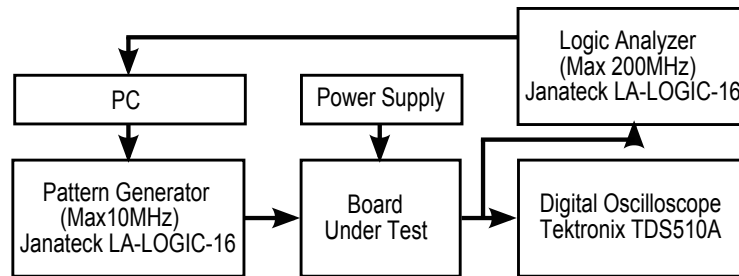 Logic Analyzer
(Max 200MHz)
Janateck LA-LOGIC-16
PC
Power Supply
Pattern Generator
(Max10MHz)
Janateck LA-LOGIC-16
Board
Under Test
Digital Oscilloscope
Tektronix TDS510A